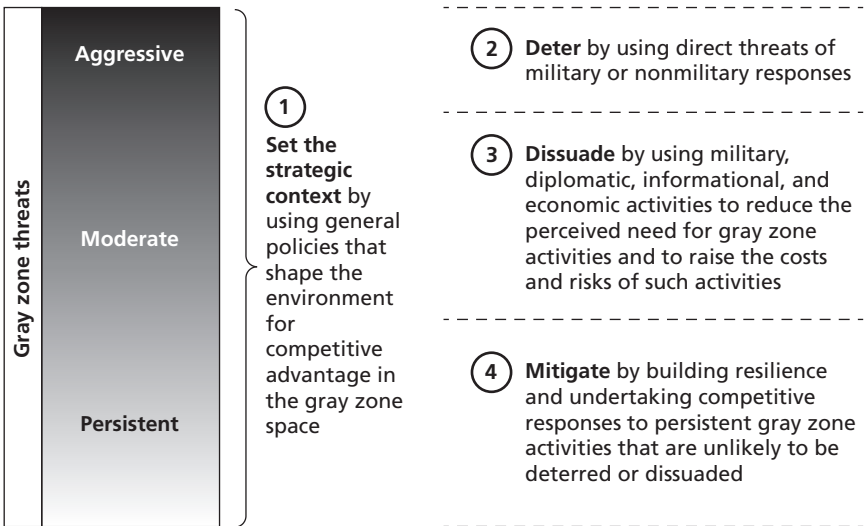 Gray zone threats
Aggressive
Moderate
Persistent
1
Set the
strategic
context by
using general
policies that
shape the
environment
for
competitive
advantage in
the gray zone
space
2
Deter by using direct threats of
military or nonmilitary responses
3
Dissuade by using military,
diplomatic, informational, and
economic activities to reduce the
perceived need for gray zone
activities and to raise the costs
and risks of such activities
4
Mitigate by building resilience
and undertaking competitive
responses to persistent gray zone
activities that are unlikely to be
deterred or dissuaded